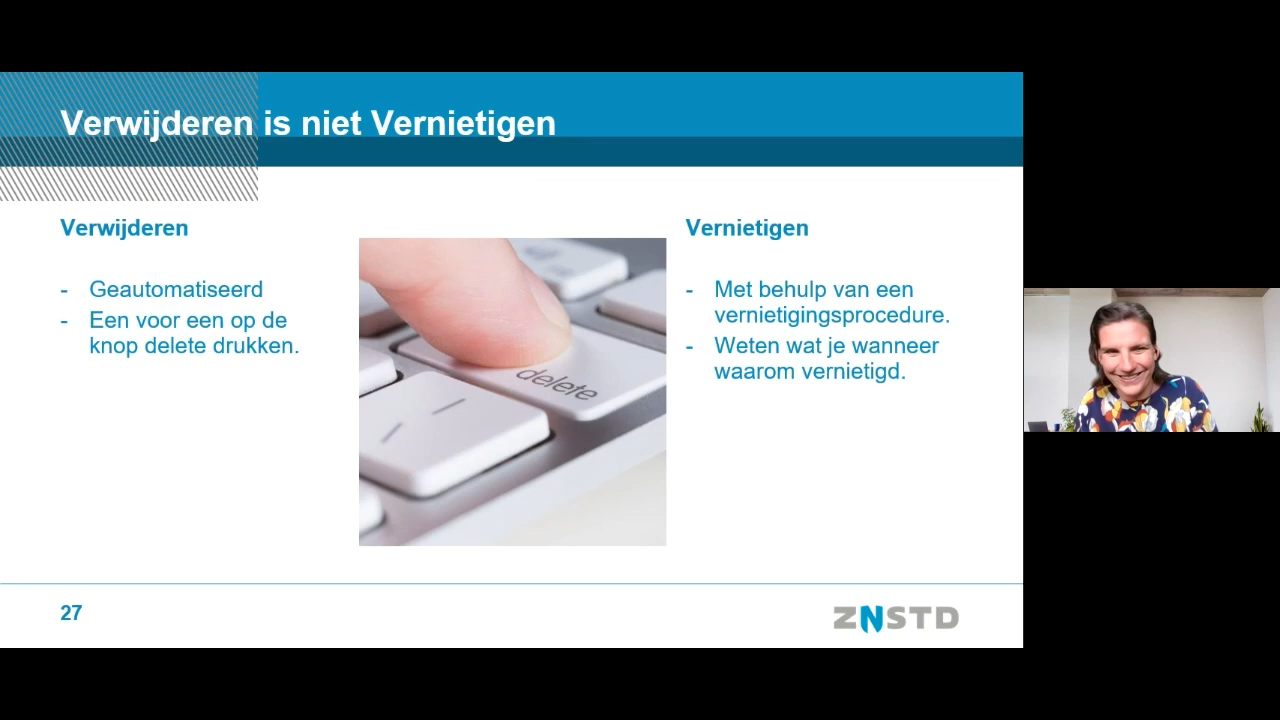 Verwijderen is niet Vernietigen
Verwijderen
- Geautomatiseerd
- Een voor een op de
knop delete drukken.
delete
Vernietigen
- Met behulp van een
vernietigingsprocedure.
- Weten wat je wanneer
waarom vernietigd.
27
ZNSTD